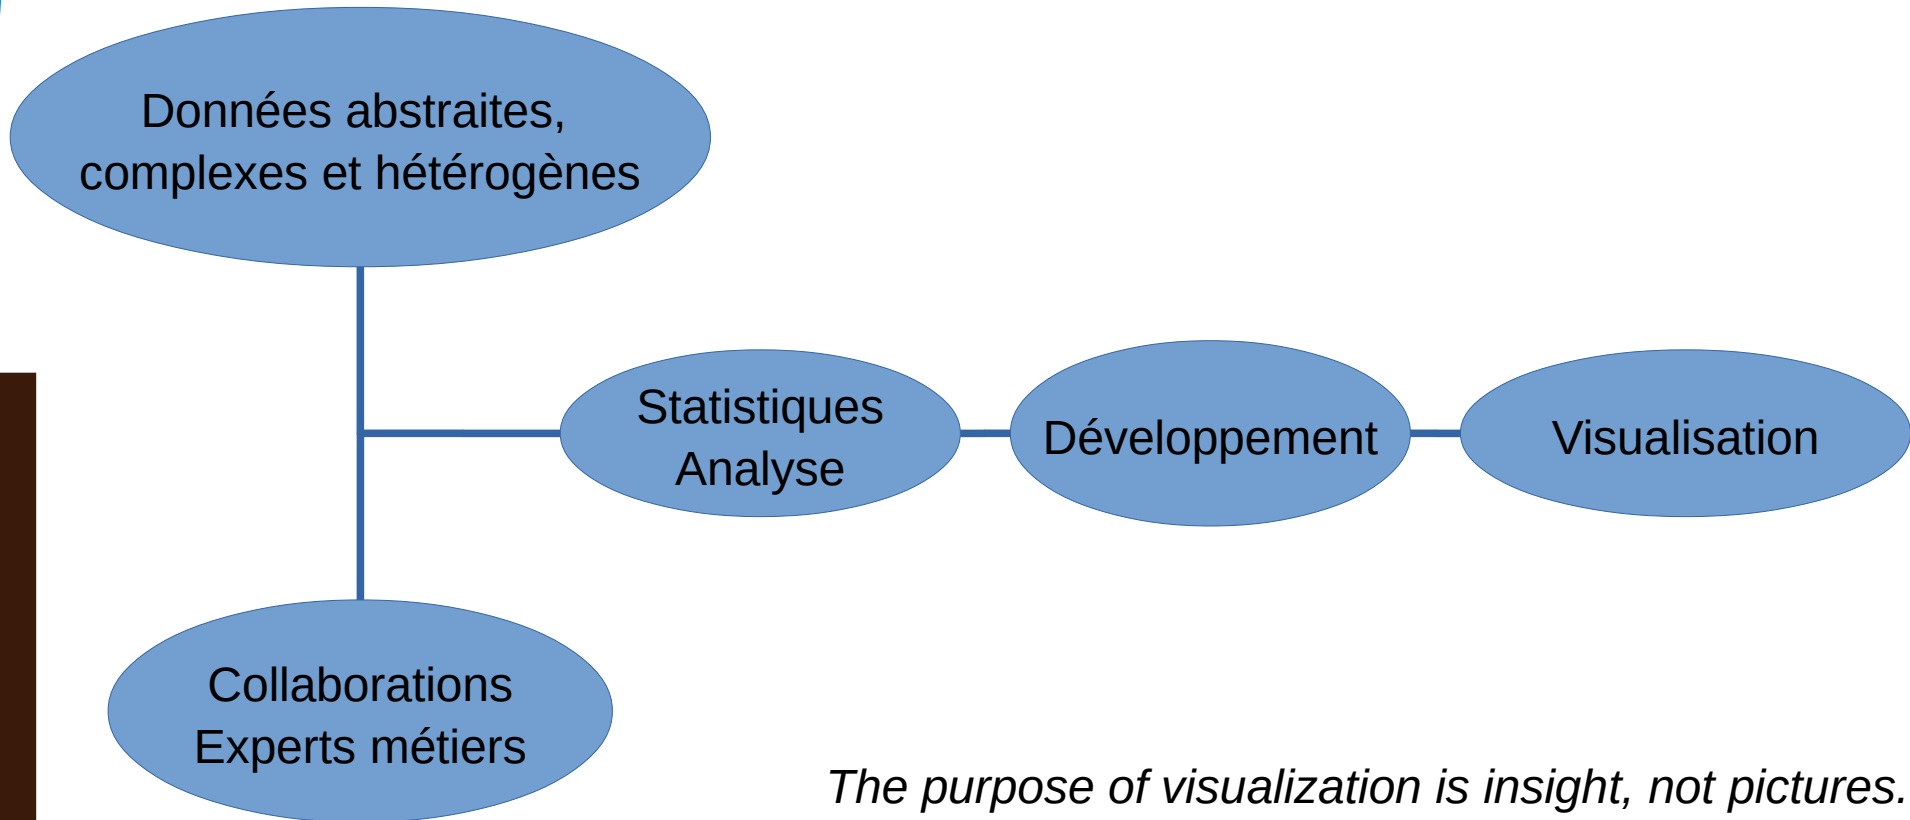 Données abstraites,
complexes et hétérogènes
Statistiques
Analyse
Développement
Visualisation
Collaborations
Experts métiers
The purpose of visualization is insight, not pictures.